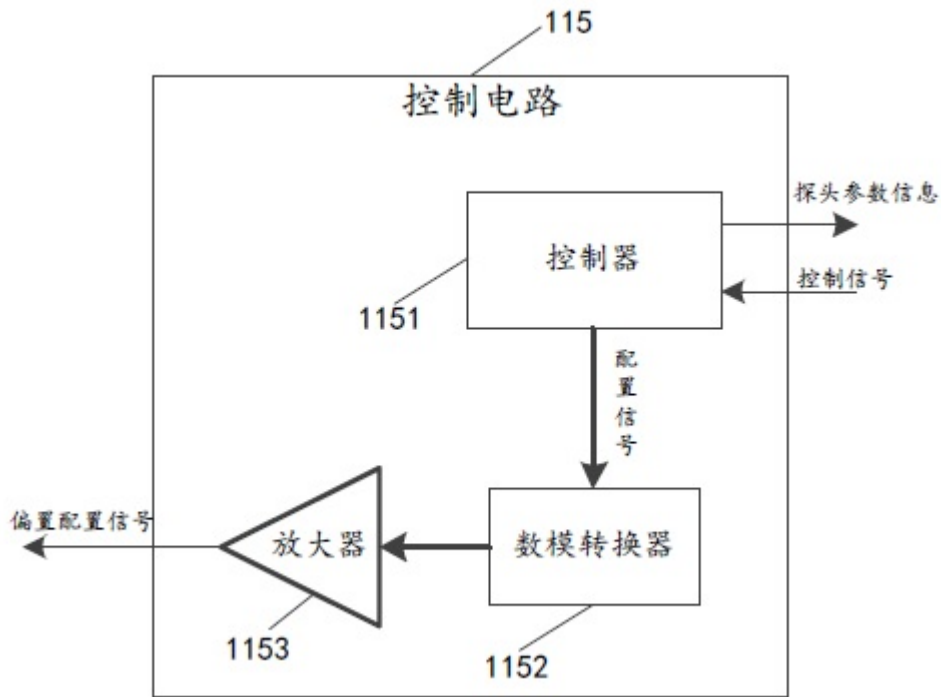 115
控制电路
探头参数信息
控制器
控制信号
1151
配置信号
偏置配置信号
放大器
数模转换器
1153
1152